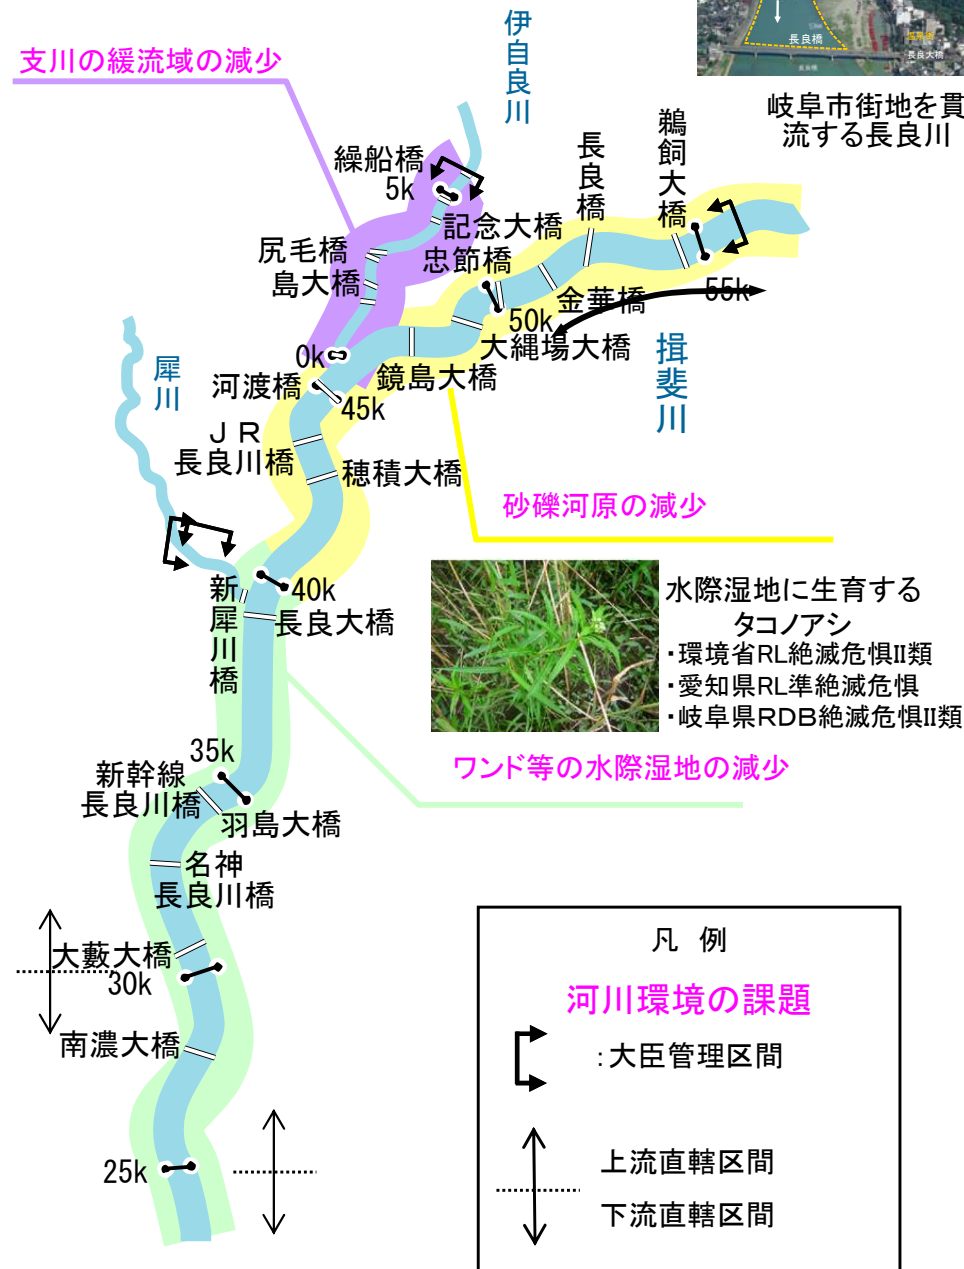 伊自良川
長良橋
長良大橋
岐阜市街地を貫
流する長良川
支川の緩流域の減少
繰船橋
5k
長良橋
鵜飼大橋
記念大橋
尻毛橋
忠節橋
島大橋
55k
金華橋
50k
大縄場大橋
揖斐川
0k
犀川
河渡橋
鏡島大橋
45k
ＪＲ
長良川橋
穂積大橋
砂礫河原の減少
40k
新犀川橋
長良大橋
水際湿地に生育する
タコノアシ
・環境省RL絶滅危惧II類
・愛知県RL準絶滅危惧
・岐阜県RDB絶滅危惧II類
35k
新幹線
長良川橋
羽島大橋
ワンド等の水際湿地の減少
名神
長良川橋
大藪大橋
30k
南濃大橋
25k
凡 例
河川環境の課題
:大臣管理区間
上流直轄区間
下流直轄区間